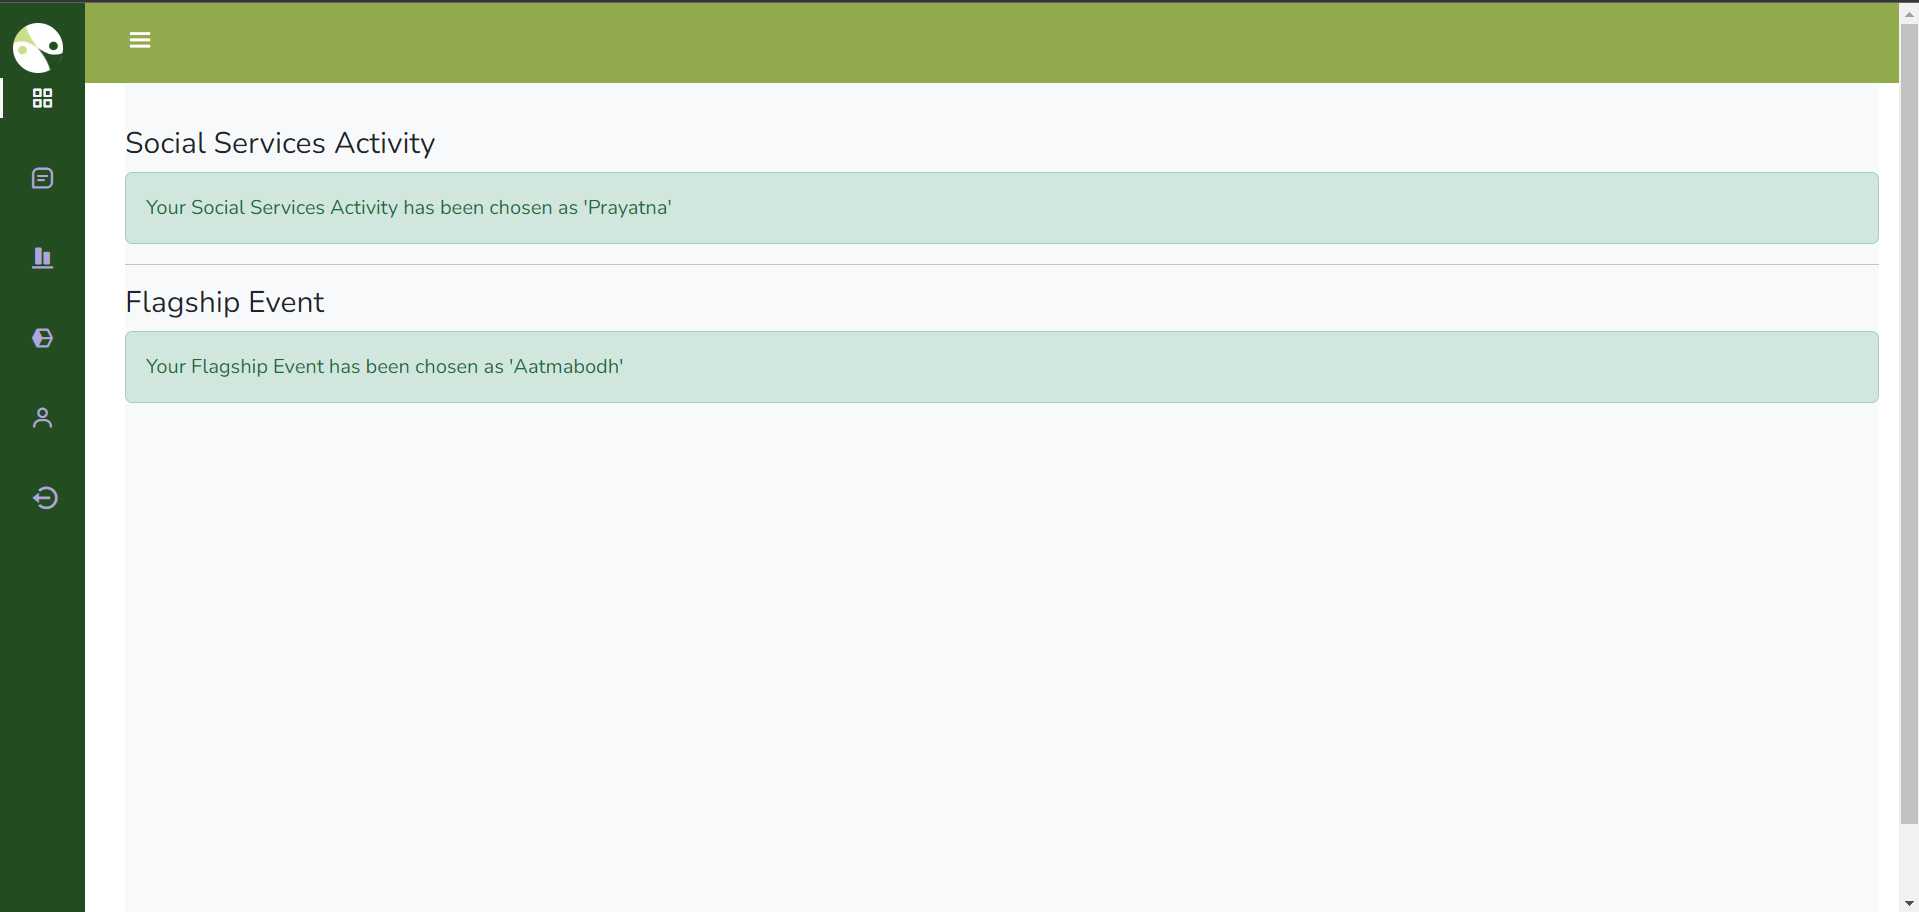 Social Services Activity
Your Social Services Activity has been chosen as 'Prayatna'
Flagship Event
Your Flagship Event has been chosen as 'Aatmabodh'